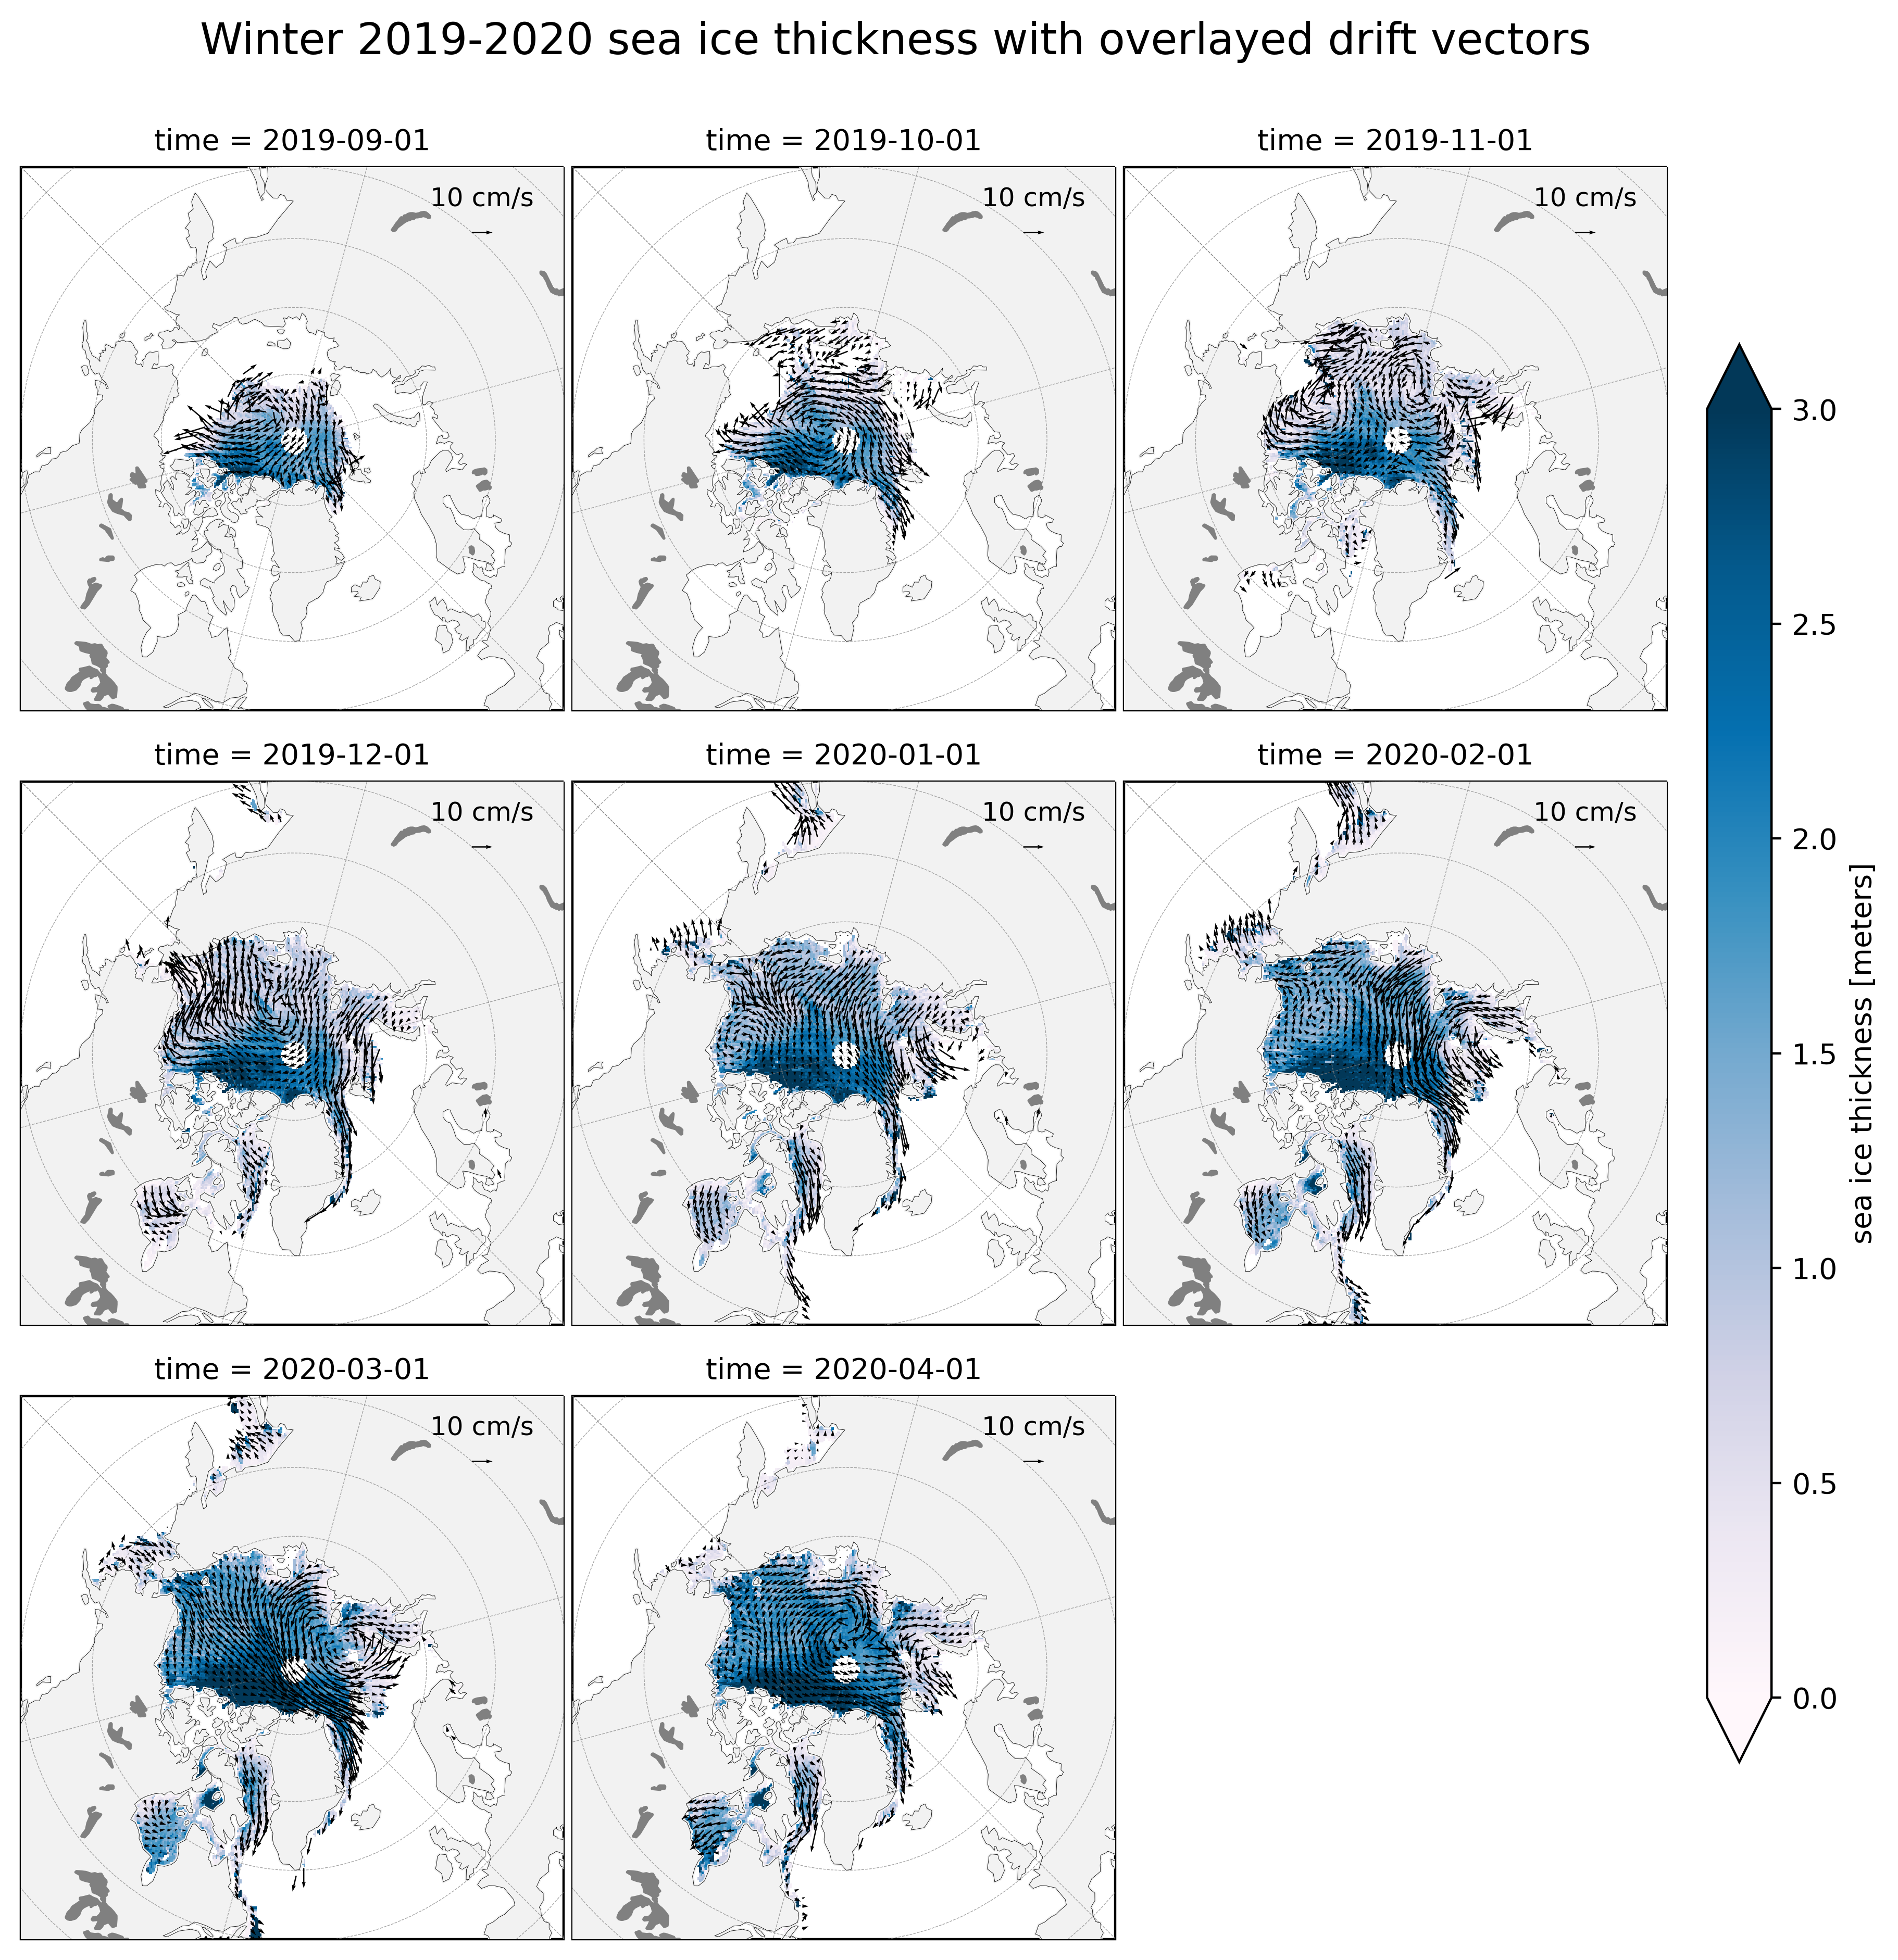 Winter 2019-2020 sea ice thickness with overlayed drift vectors
time = 2019-09-01
time = 2019-10-01
time = 2019-11-01
10 cm/s
10 cm/s
10 cm/s
time = 2019-12-01
time = 2020-01-01
time = 2020-02-01
10 cm/s
10 cm/s
10 cm/s
time = 2020-03-01
time = 2020-04-01
10 cm/s
10 cm/s
3.0
2.5
2.0
1.5
1.0
0.5
0.0
sea ice thickness [meters]